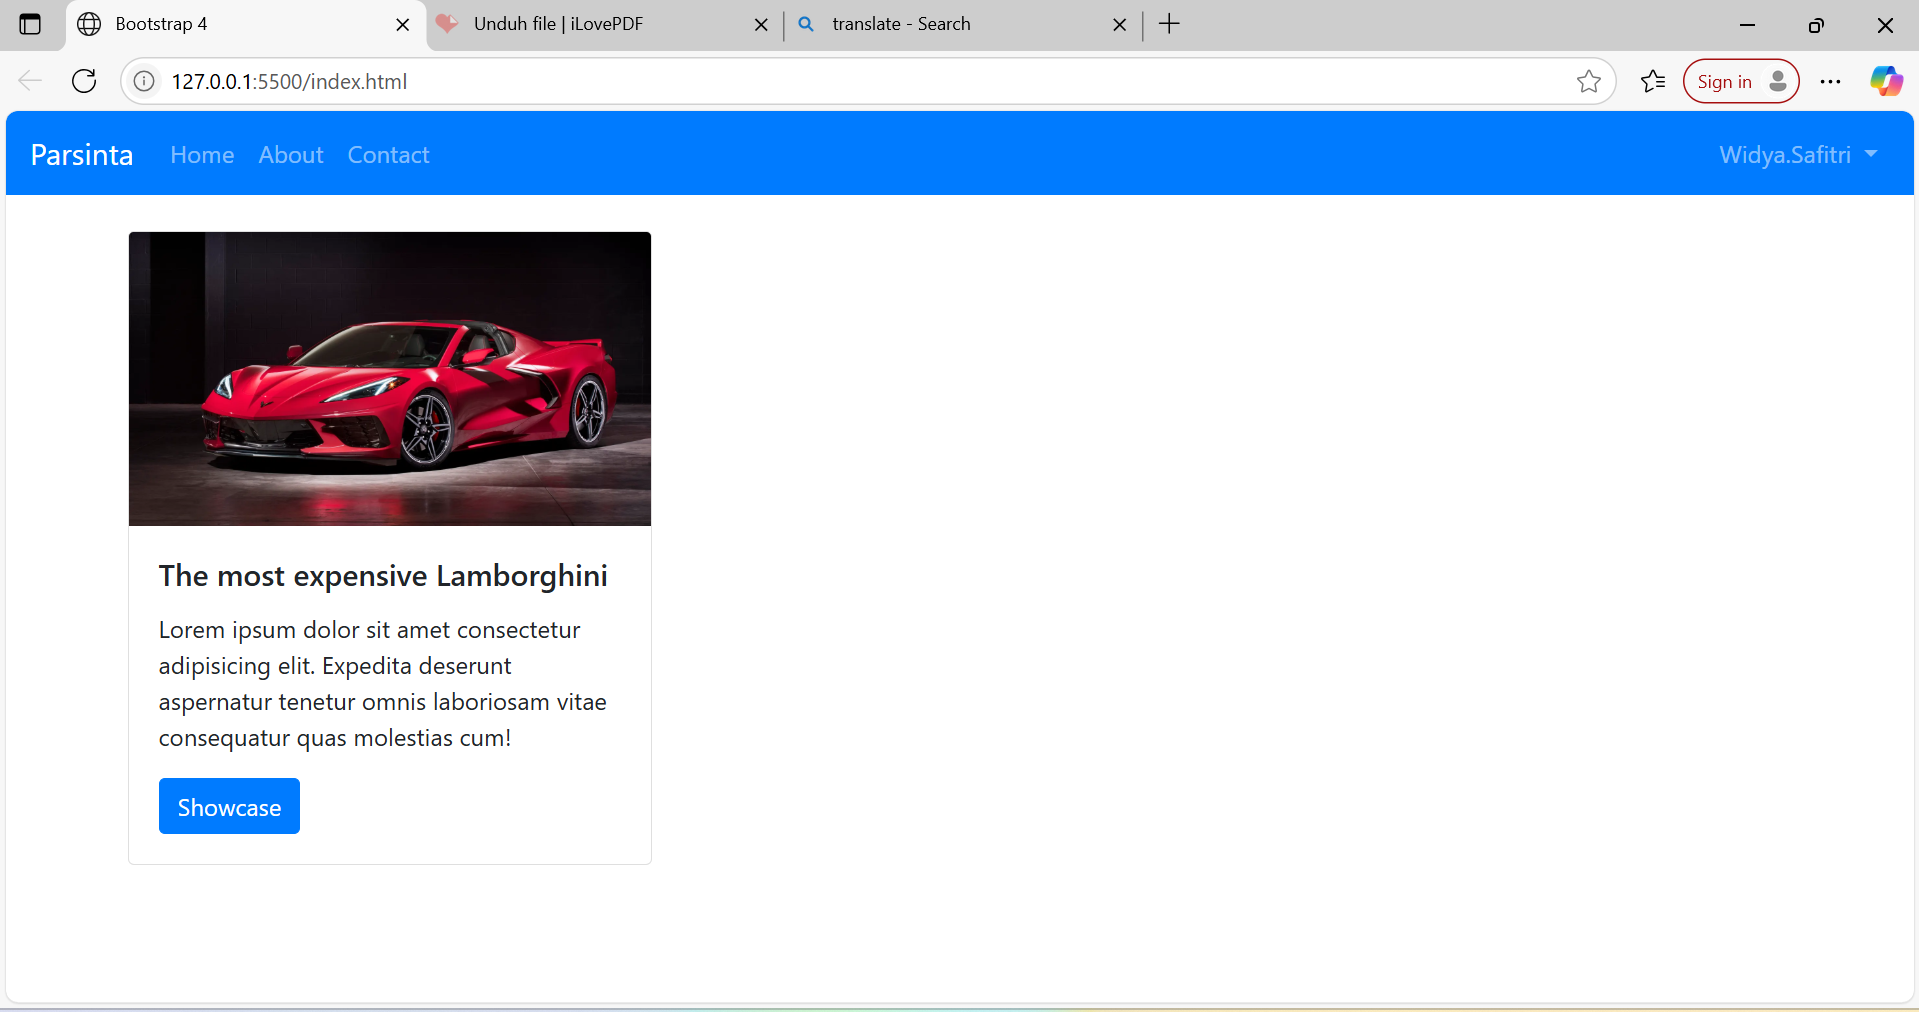 Bootstrap 4
Unduh file | iLovePDF
translate - Search
127.0.0.1:5500/index.html
Sign in
Parsinta Home About Contact Widya.Safitri
The most expensive Lamborghini
Lorem ipsum dolor sit amet consectetur
adipisicing elit. Expedita deserunt
aspernatur tenetur omnis laboriosam vitae
consequatur quas molestias cum!
Showcase